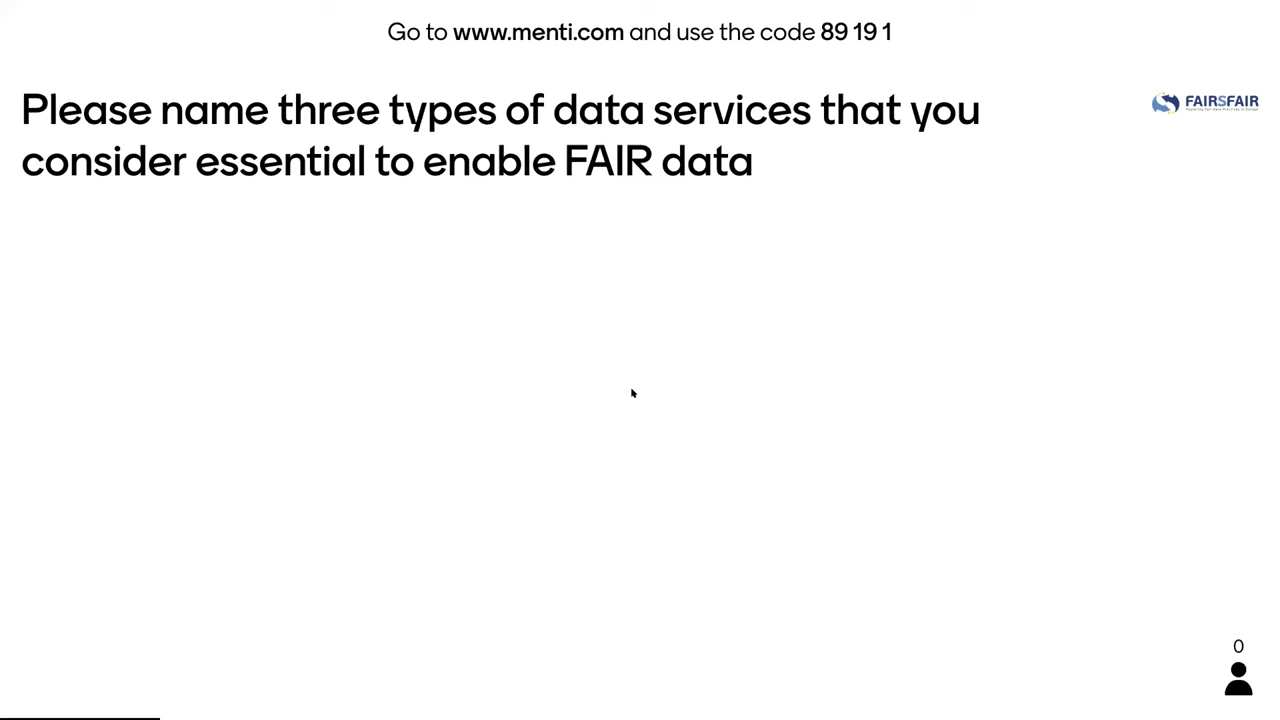 Go to www.menti.com and use the code 89 19 1
Please name three types of data services that you
consider essential to enable FAIR data
FAIRSFAIR
0